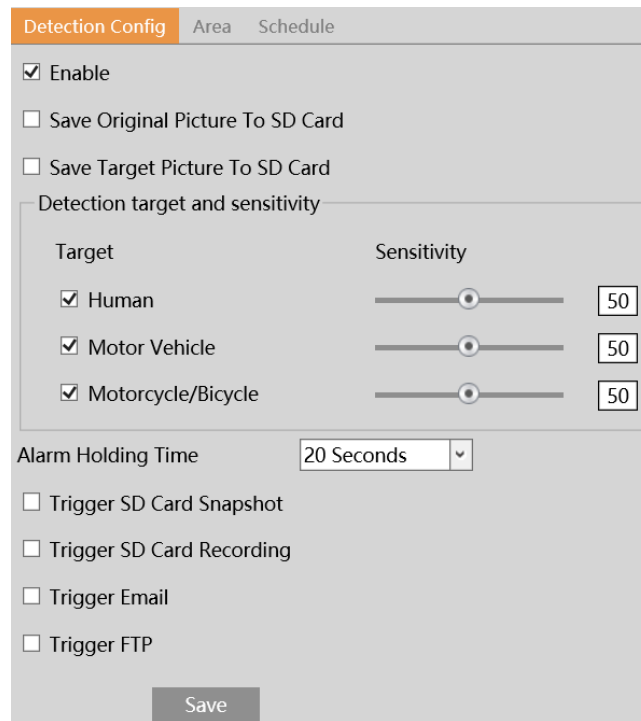 Detection Config Area Schedule
Enable
Save Original Picture To SD Card
Save Target Picture To SD Card
Detection target and sensitivity
Target Sensitivity
Human 50
Motor Vehicle 50
Motorcycle/Bicycle 50
Alarm Holding Time 20 Seconds
Trigger SD Card Snapshot
Trigger SD Card Recording
Trigger Email
Trigger FTP
Save